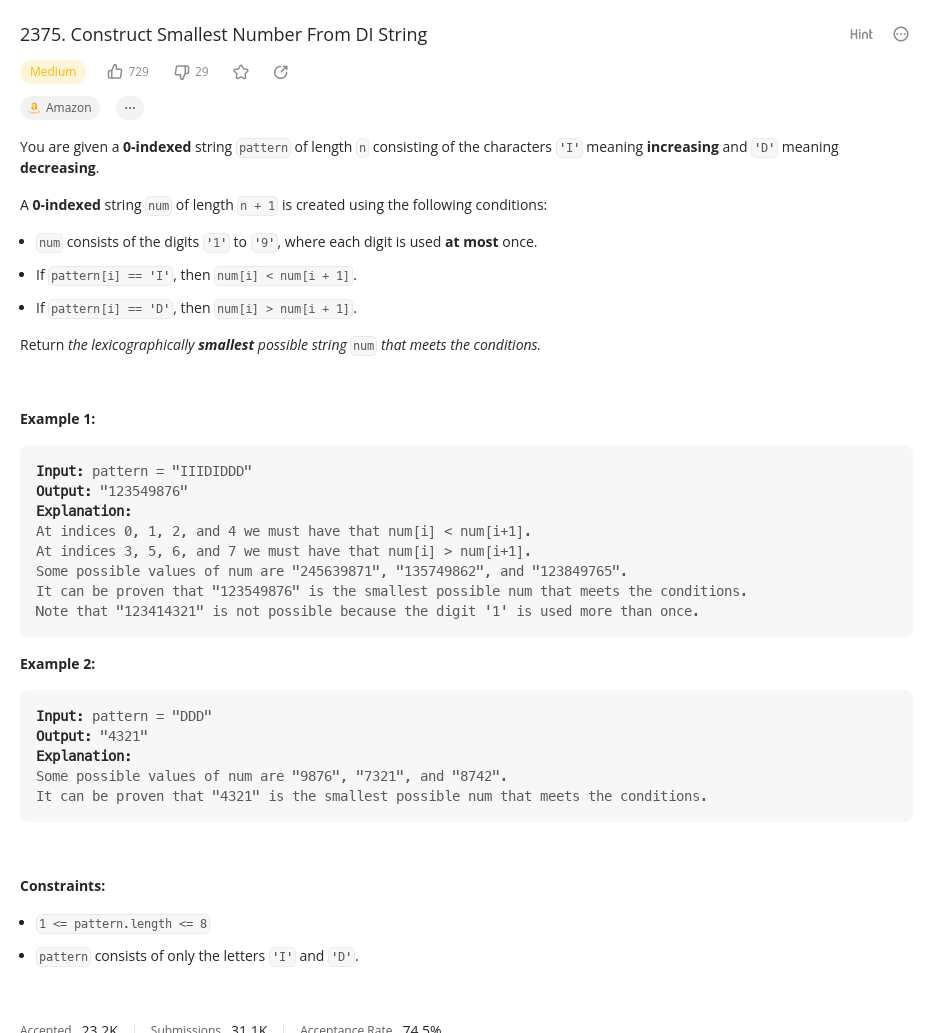 2375. Construct Smallest Number From DI String
Hint
Medium 729 29
Amazon ...
You are given a 0-indexed string pattern of length n consisting of the characters 'I' meaning increasing and 'D' meaning
decreasing.
A 0-indexed string num of length n + 1 is created using the following conditions:
• num consists of the digits '1' to '9', where each digit is used at most once.
• If pattern[i] == 'I', then num[i] < num[i + 1].
• If pattern[i] == 'D', then num[i] > num[i + 1].
Return the lexicographically smallest possible string num that meets the conditions.
Example 1:
Input: pattern = "IIIDIDDD"
Output: "123549876"
Explanation:
At indices 0, 1, 2, and 4 we must have that num[i] < num[i+1].
At indices 3, 5, 6, and 7 we must have that num[i] > num[i+1].
Some possible values of num are "245639871", "135749862", and "123849765".
It can be proven that "123549876" is the smallest possible num that meets the conditions.
Note that "123414321" is not possible because the digit '1' is used more than once.
Example 2:
Input: pattern = "DDD"
Output: "4321"
Explanation:
Some possible values of num are "9876", "7321", and "8742".
It can be proven that "4321" is the smallest possible num that meets the conditions.
Constraints:
• 1 <= pattern.length <= 8
• pattern consists of only the letters 'I' and 'D'.
Accepted 23.2K Submissions 31.1K Acceptance Rate 74.5%